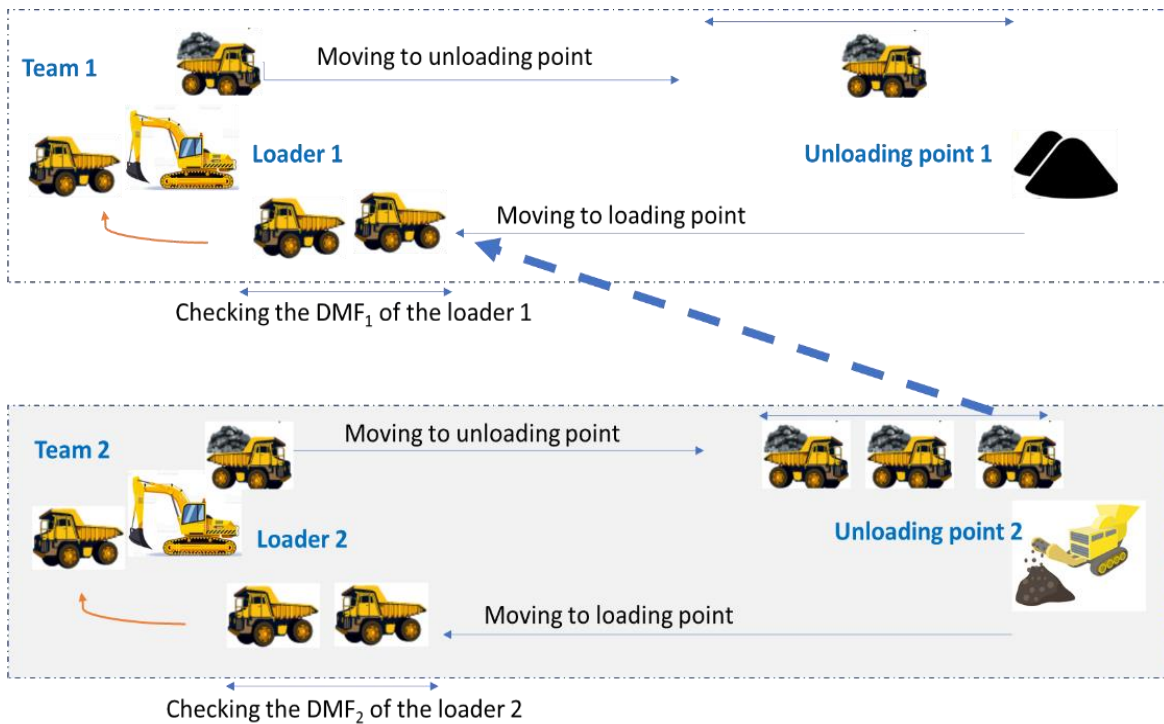 Team 1
Moving to unloading point
Loader 1
Unloading point 1
Moving to loading point
Checking the DMF₁ of the loader 1
Team 2
Moving to unloading point
Loader 2
Unloading point 2
Moving to loading point
Checking the DMF₂ of the loader 2